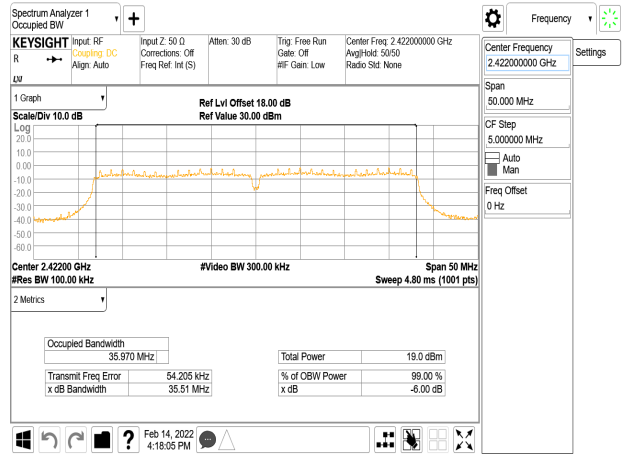 Spectrum Analyzer 1
Occupied BW
Frequency
KEYSIGHT
R
Input: RF
Coupling: DC
Align: Auto
Input Z: 50 Ω
Corrections: Off
Freq Ref: Int (S)
Atten: 30 dB
Trig: Free Run
Gate: Off
#IF Gain: Low
Center Freq: 2.422000000 GHz
Avg|Hold: 50/50
Radio Std: None
Center Frequency
2.422000000 GHz
Settings
Span
50.000 MHz
CF Step
5.000000 MHz
Auto
Man
Freq Offset
0 Hz
1 Graph
Scale/Div 10.0 dB
Ref Lvl Offset 18.00 dB
Ref Value 30.00 dBm
Log
20.0
10.0
0.00
-10.0
-20.0
-30.0
-40.0
-50.0
-60.0
Center 2.42200 GHz
#Res BW 100.00 kHz
#Video BW 300.00 kHz
Span 50 MHz
Sweep 4.80 ms (1001 pts)
2 Metrics
Occupied Bandwidth
35.970 MHz
Transmit Freq Error 54.205 kHz
x dB Bandwidth 35.51 MHz
Total Power 19.0 dBm
% of OBW Power 99.00 %
x dB -6.00 dB
?
Feb 14, 2022
4:18:05 PM